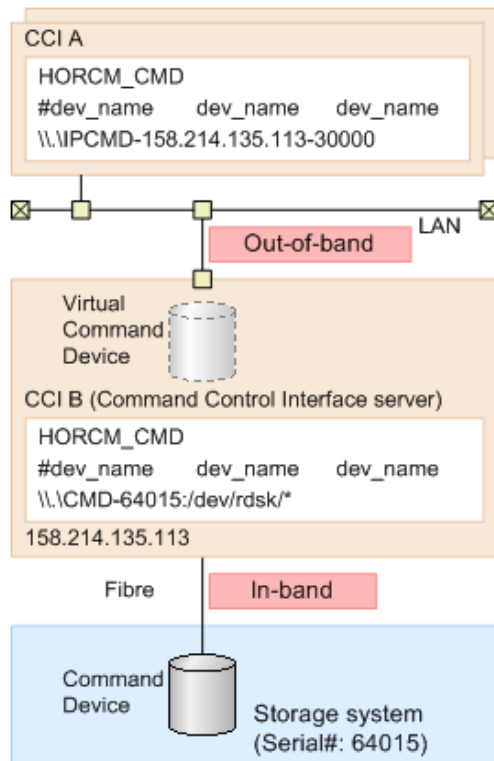 CCI A
HORCM_CMD
#dev_name dev_name dev_name
\\.\IPCMD-158.214.135.113-30000
LAN
Out-of-band
Virtual
Command
Device
CCI B (Command Control Interface server)
HORCM_CMD
#dev_name dev_name dev_name
\\.\CMD-64015:/dev/rdsk/*
158.214.135.113
Fibre
In-band
Command
Device
Storage system
(Serial#: 64015)